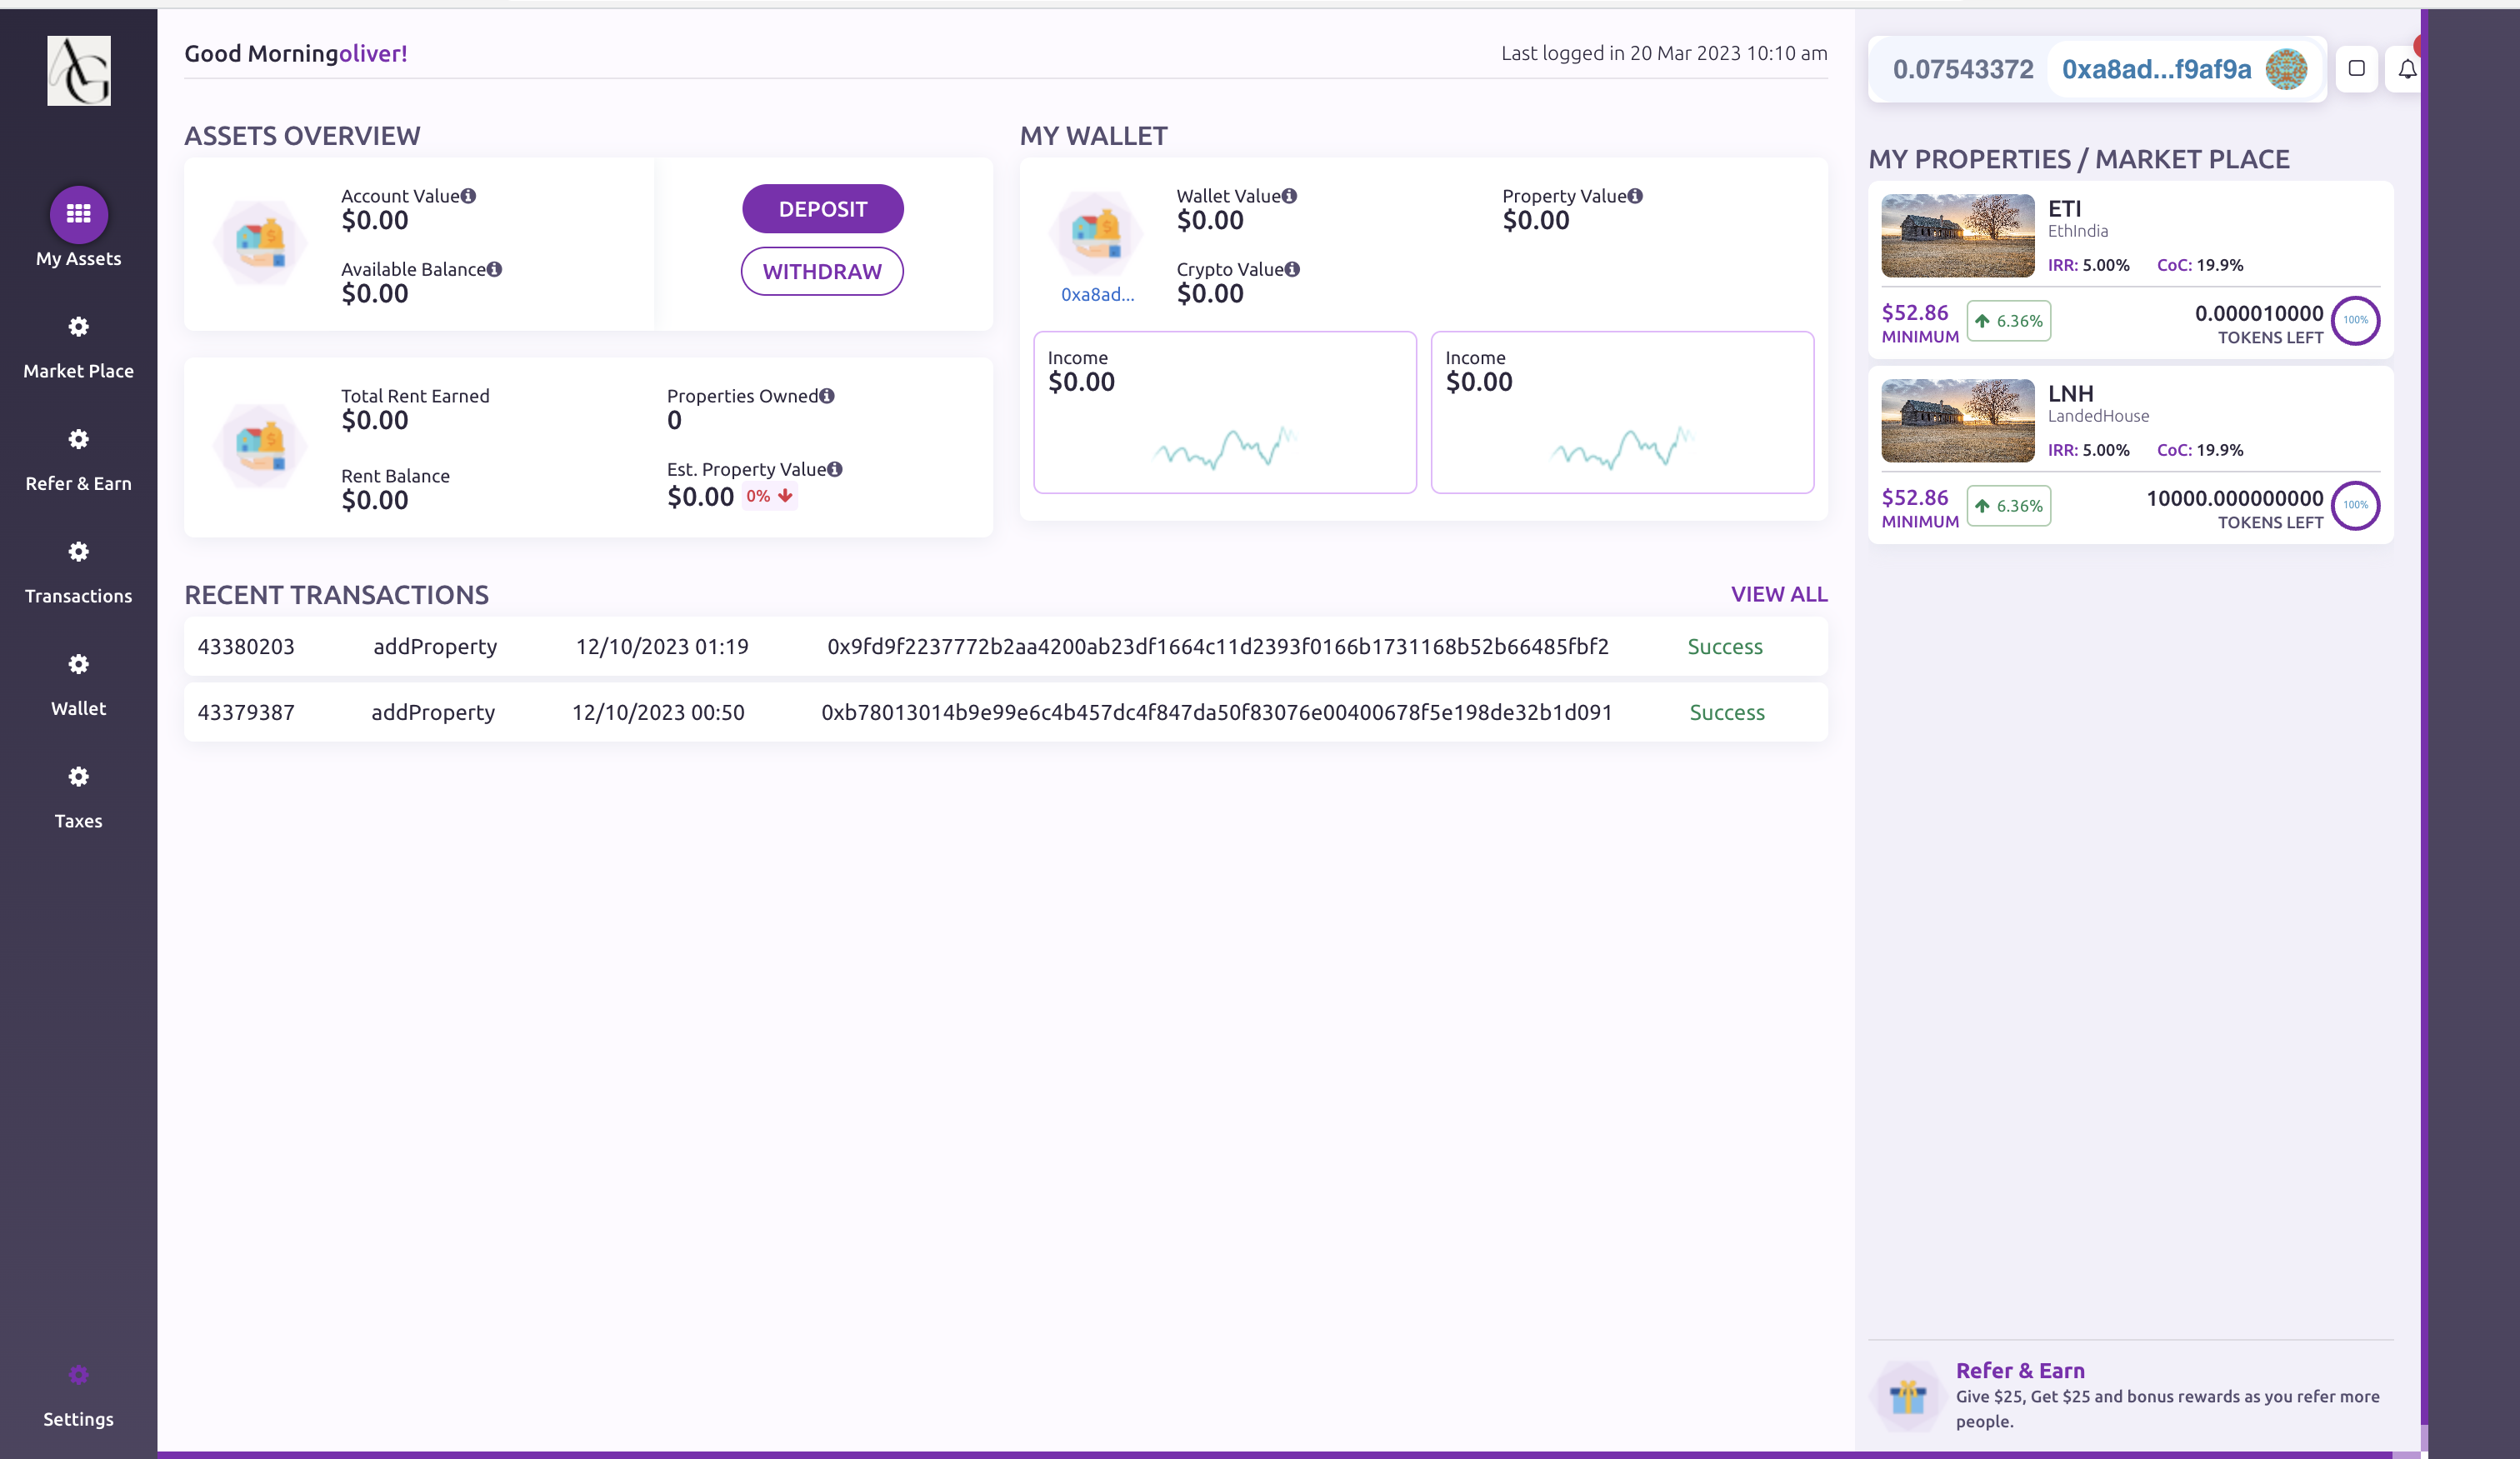 AG
My Assets
Market Place
Refer & Earn
Transactions
Wallet
Taxes
Settings
Good Morningoliver!
Last logged in 20 Mar 2023 10:10 am
ASSETS OVERVIEW
Account Value
$0.00
Available Balance
$0.00
DEPOSIT
WITHDRAW
Total Rent Earned
$0.00
Rent Balance
$0.00
Properties Owned
0
Est. Property Value
$0.00 0%
MY WALLET
0xa8ad...
Wallet Value
$0.00
Crypto Value
$0.00
Property Value
$0.00
Income
$0.00
Income
$0.00
RECENT TRANSACTIONS
VIEW ALL
43380203 addProperty 12/10/2023 01:19 0x9fd9f2237772b2aa4200ab23df1664c11d2393f0166b1731168b52b66485fbf2 Success
43379387 addProperty 12/10/2023 00:50 0xb78013014b9e99e6c4b457dc4f847da50f83076e00400678f5e198de32b1d091 Success
0.07543372 0xa8ad...f9af9a
MY PROPERTIES / MARKET PLACE
ETI
EthIndia
IRR: 5.00% CoC: 19.9%
$52.86
MINIMUM
6.36%
0.000010000
TOKENS LEFT
100%
LNH
LandedHouse
IRR: 5.00% CoC: 19.9%
$52.86
MINIMUM
6.36%
10000.000000000
TOKENS LEFT
100%
Refer & Earn
Give $25, Get $25 and bonus rewards as you refer more
people.